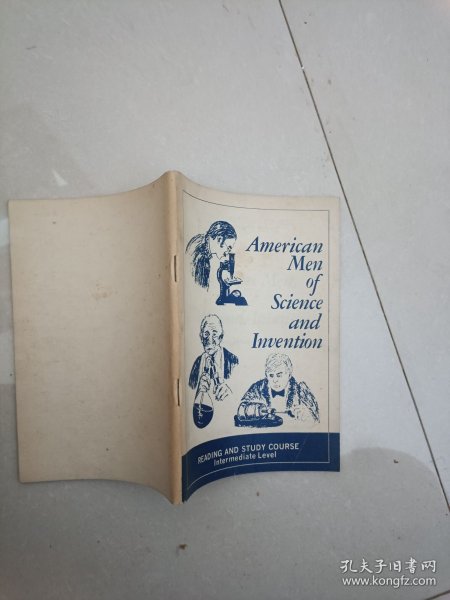 American
Men
of
Science
and
Invention
READING AND STUDY COURSE
Intermediate Level
孔夫子旧书网
www.kongfz.com